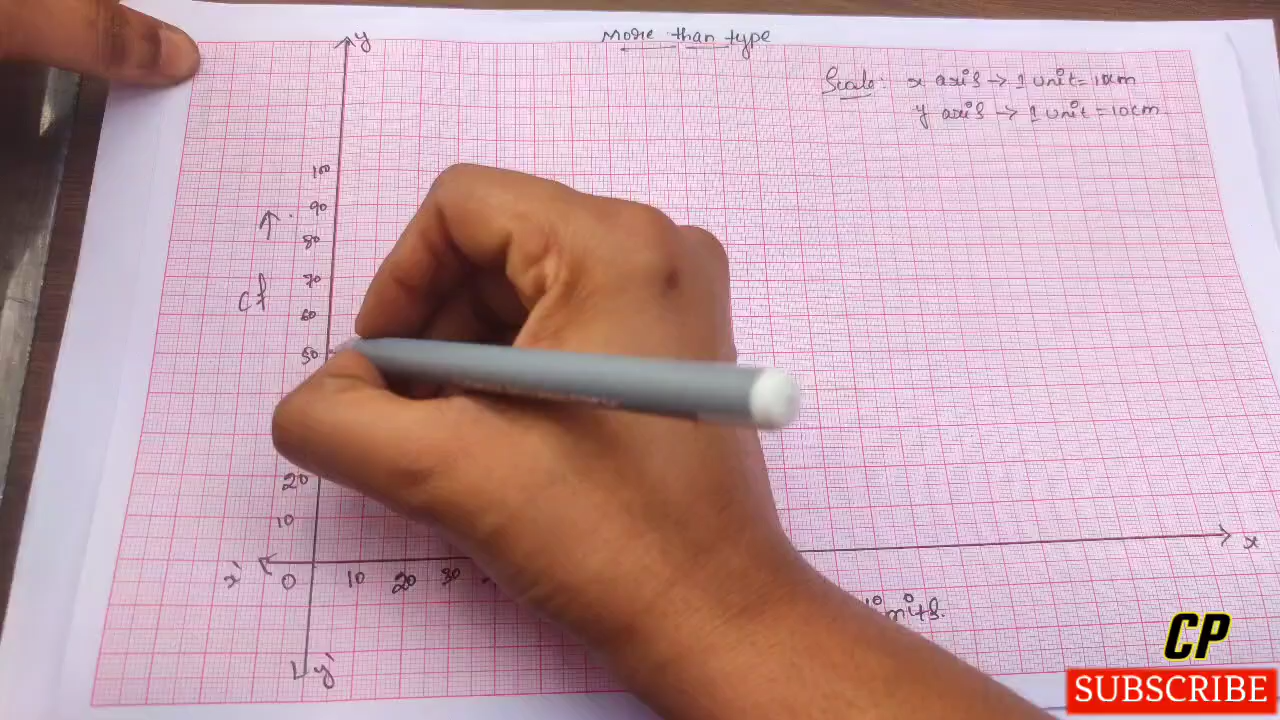 More than type
Scale: x axis → 1 unit = 10cm
y axis → 1 unit = 10cm
y
100
90
80
70
60
50
20
10
cf
x'
0
10
20
30
x
y'
CP
SUBSCRIBE